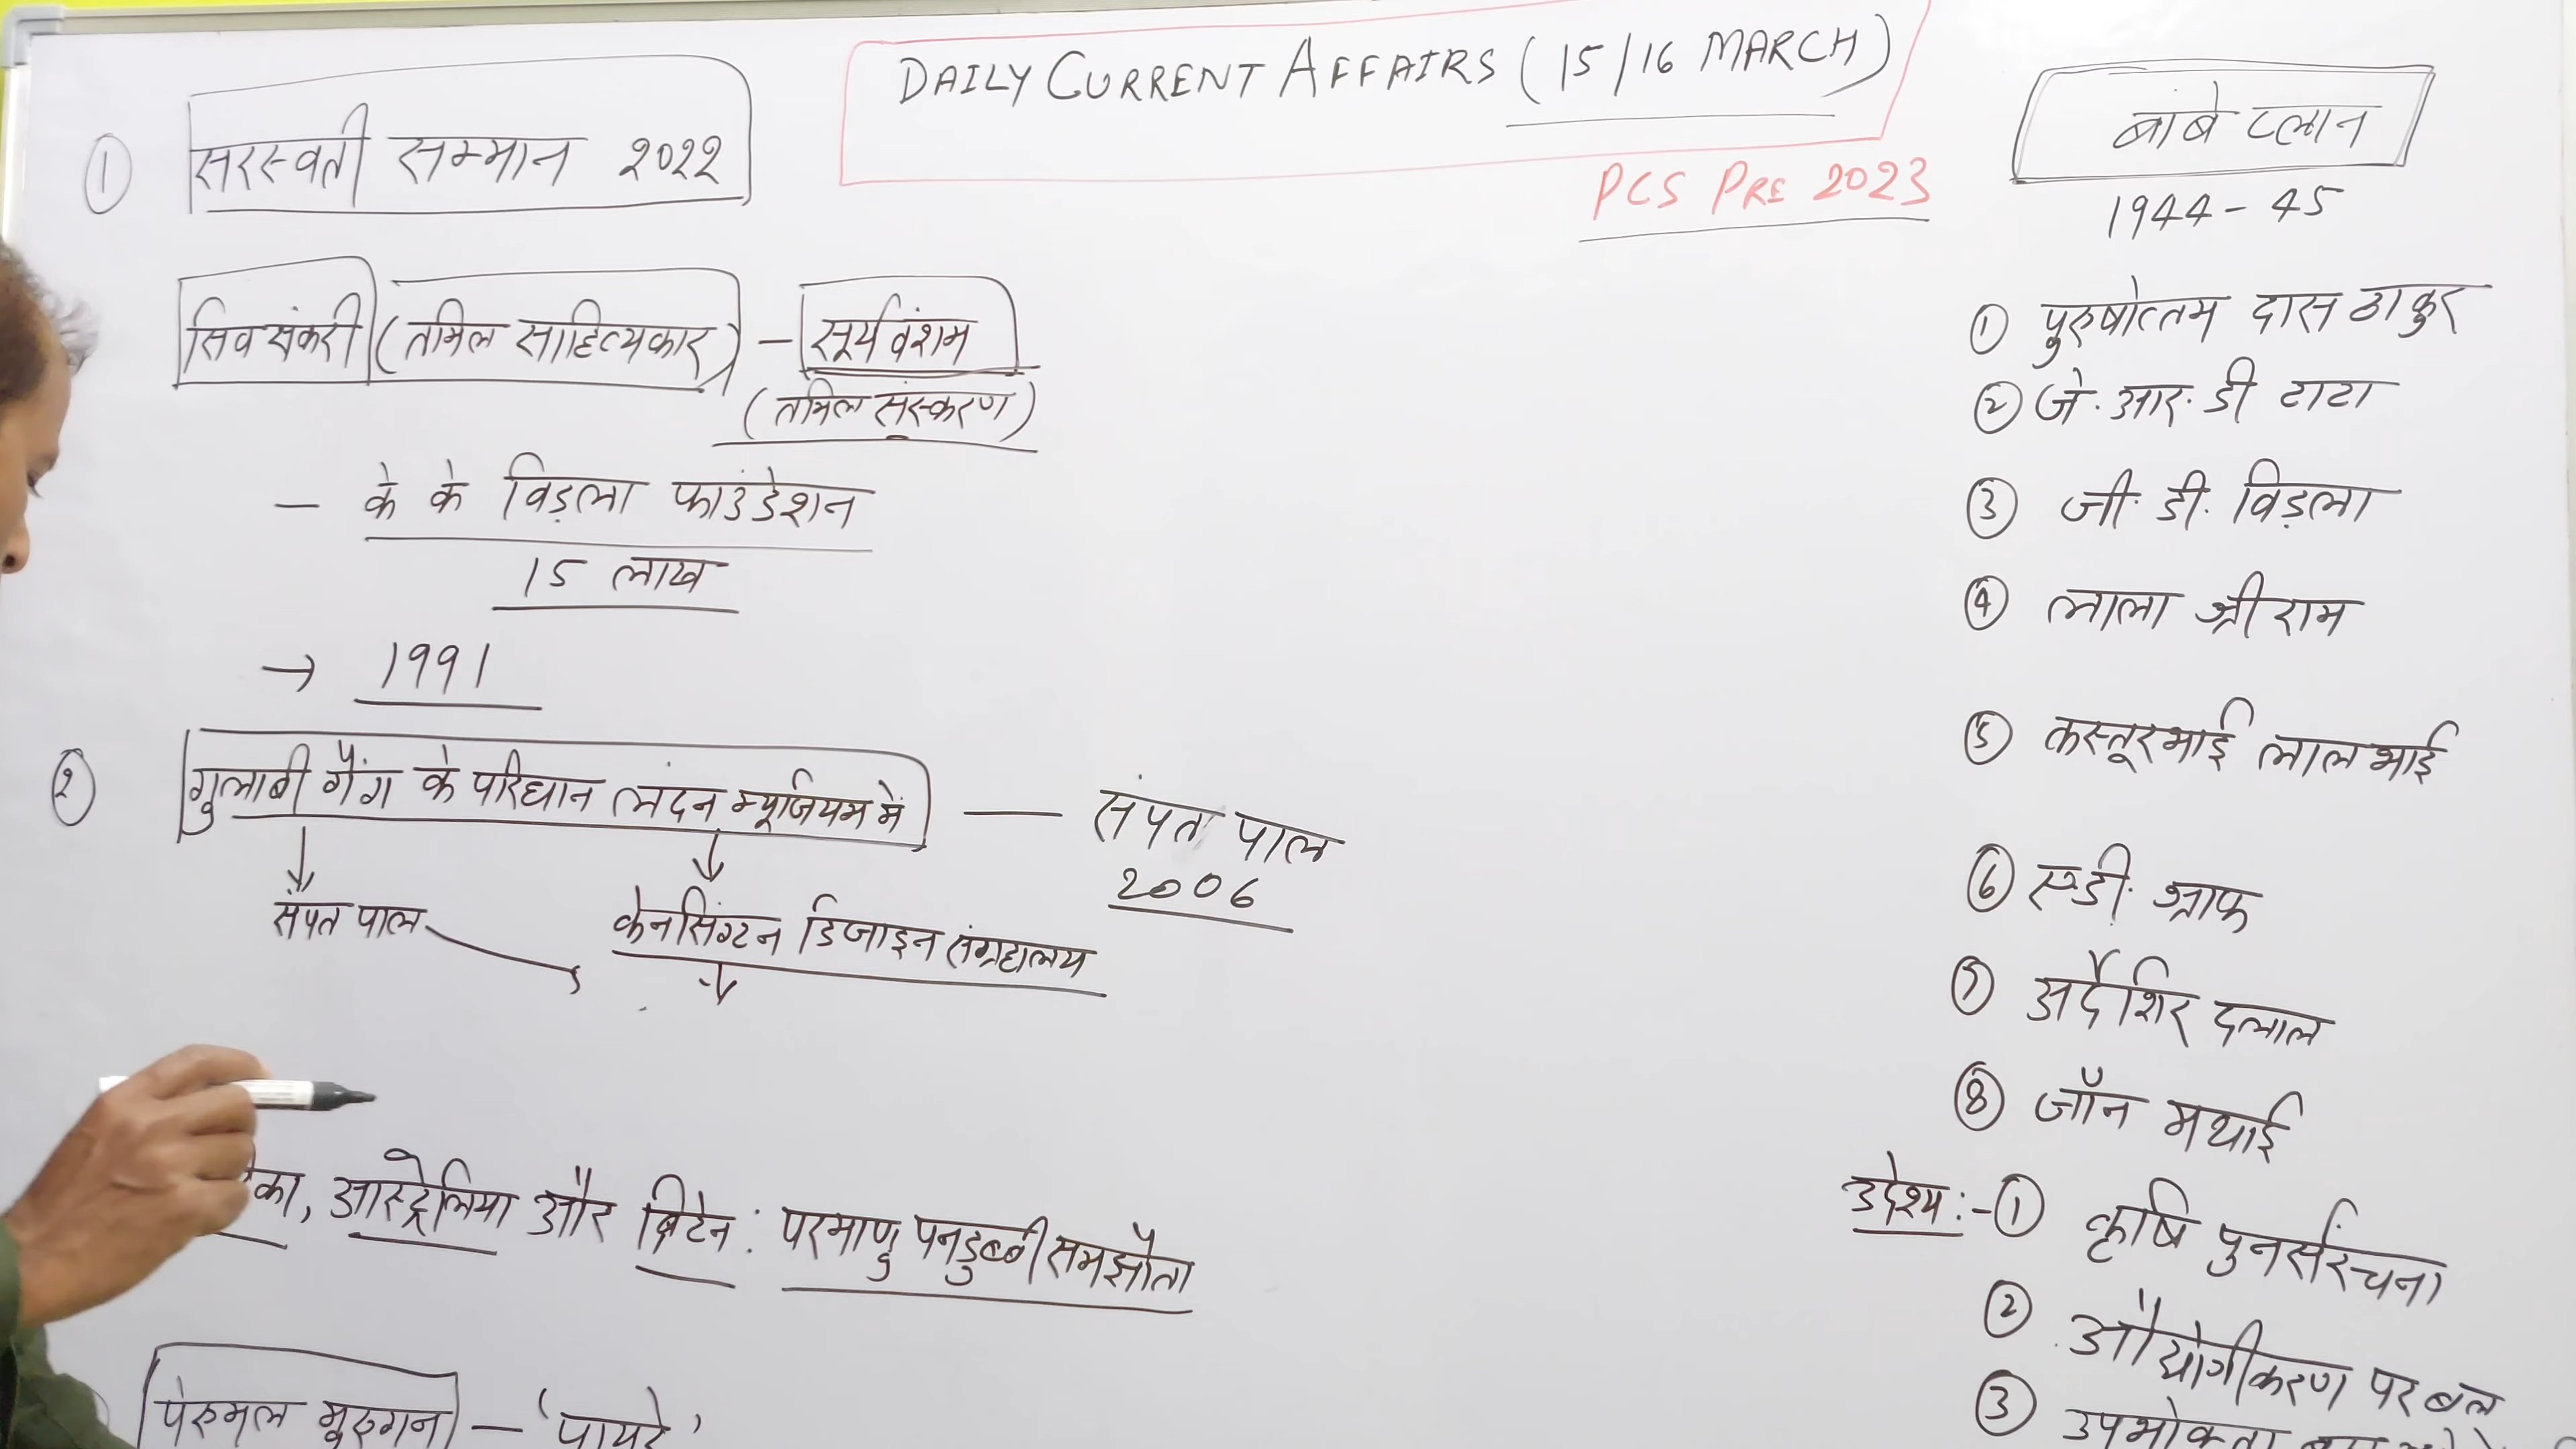 DAILY CURRENT AFFAIRS (15/16 MARCH)
PCS PRE 2023
① सरस्वती सम्मान २०२२
सिवसंकरी (तमिल साहित्यकार) – सूर्यवंशम
(तमिल संस्करण)
– के के विड़ला फाउंडेशन
15 लाख
→ 1991
② गुलाबी गैंग के परिधान लंदन म्यूजियम में — संपत पाल
2006
संपत पाल
केनसिंग्टन डिजाइन संग्रहालय
का, आस्ट्रेलिया और ब्रिटेन : परमाणु पनडुब्बी समझौता
पेरुमल मुरुगन – 'पायरे'
बांबे प्लान
1944-45
① पुरुषोत्तम दास ठाकुर
② जे. आर. डी टाटा
③ जी. डी. विड़ला
④ लाला श्रीराम
⑤ कस्तूरभाई लाल भाई
⑥ ए.डी. श्राफ
⑦ अर्देशिर दलाल
⑧ जॉन मथाई
उद्देश्य :- ① कृषि पुनर्संरचना
② औद्योगीकरण पर बल
③ उपभोक्ता